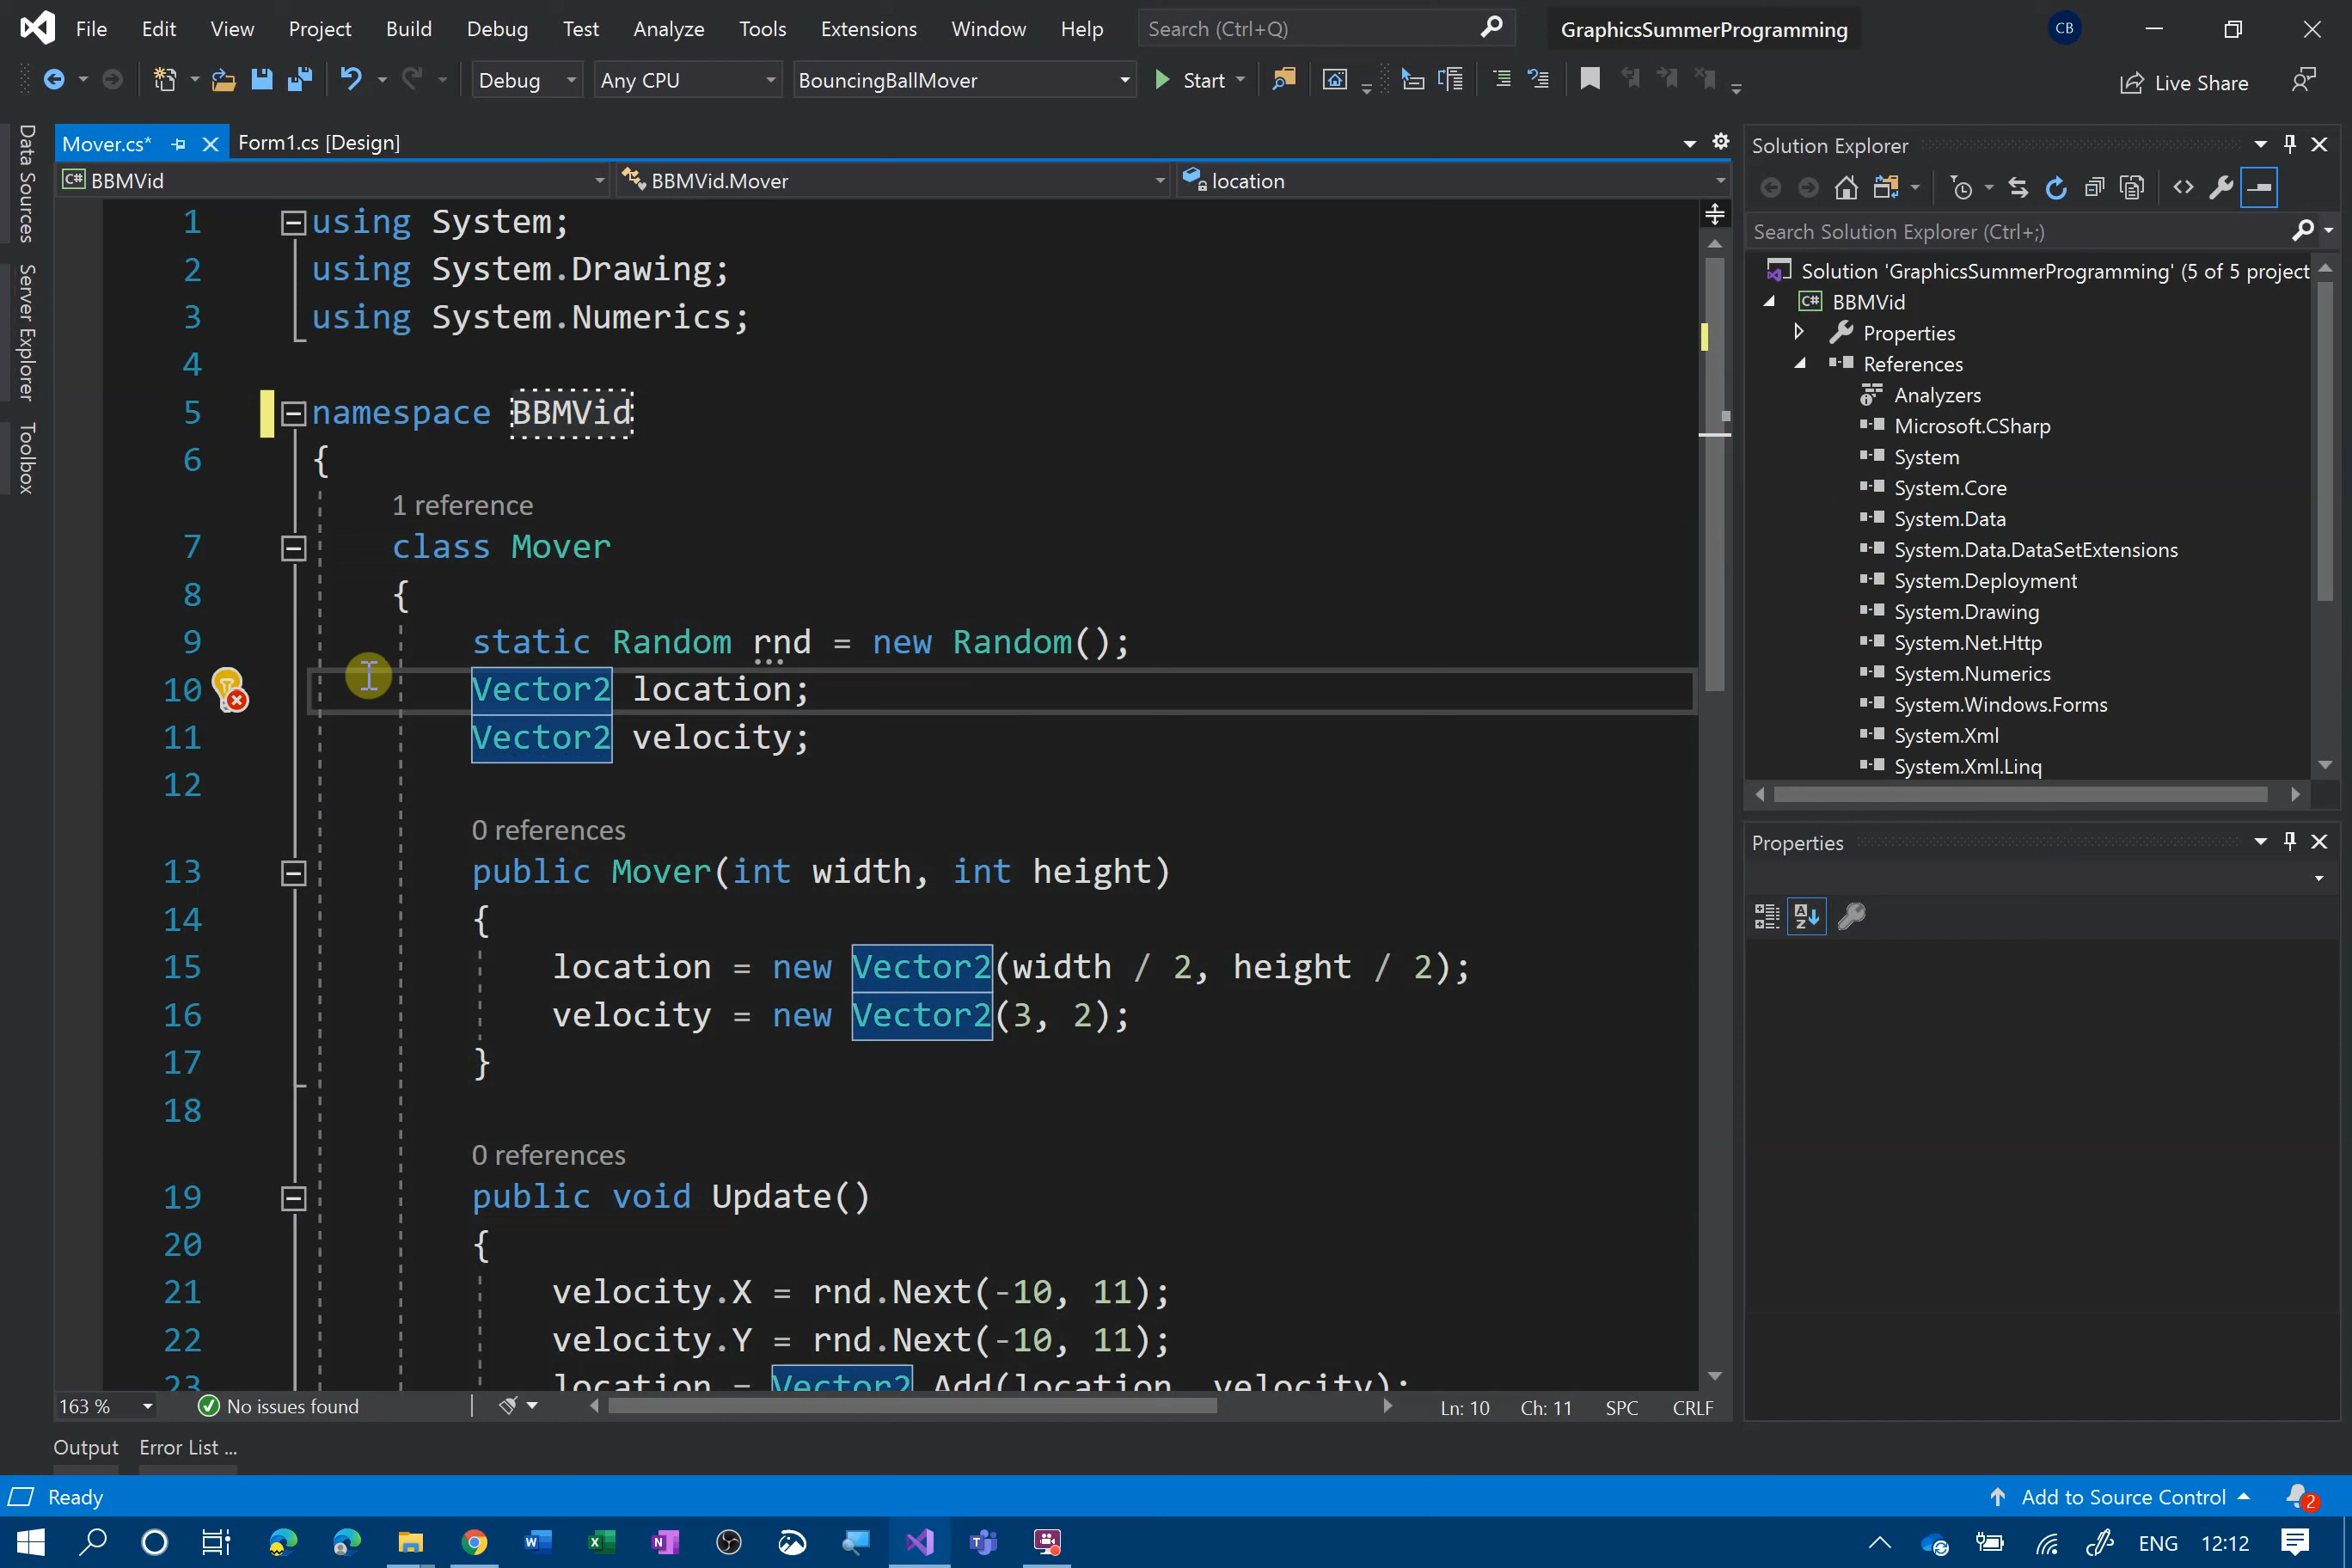 File Edit View Project Build Debug Test Analyze Tools Extensions Window Help Search (Ctrl+Q) GraphicsSummerProgramming CB
Debug Any CPU BouncingBallMover Start Live Share
Data Sources
Server Explorer
Toolbox
Mover.cs* Form1.cs [Design]
C# BBMVid BBMVid.Mover location
1 using System;
2 using System.Drawing;
3 using System.Numerics;
4
5 namespace BBMVid
6 {
1 reference
7 class Mover
8 {
9 static Random rnd = new Random();
10 Vector2 location;
11 Vector2 velocity;
12
0 references
13 public Mover(int width, int height)
14 {
15 location = new Vector2(width / 2, height / 2);
16 velocity = new Vector2(3, 2);
17 }
18
0 references
19 public void Update()
20 {
21 velocity.X = rnd.Next(-10, 11);
22 velocity.Y = rnd.Next(-10, 11);
23 location = Vector2.Add(location, velocity);
163 % No issues found Ln: 10 Ch: 11 SPC CRLF
Solution Explorer
Search Solution Explorer (Ctrl+;)
Solution 'GraphicsSummerProgramming' (5 of 5 project
C# BBMVid
Properties
References
Analyzers
Microsoft.CSharp
System
System.Core
System.Data
System.Data.DataSetExtensions
System.Deployment
System.Drawing
System.Net.Http
System.Numerics
System.Windows.Forms
System.Xml
System.Xml.Linq
Properties
Output Error List ...
Ready Add to Source Control 2
ENG 12:12